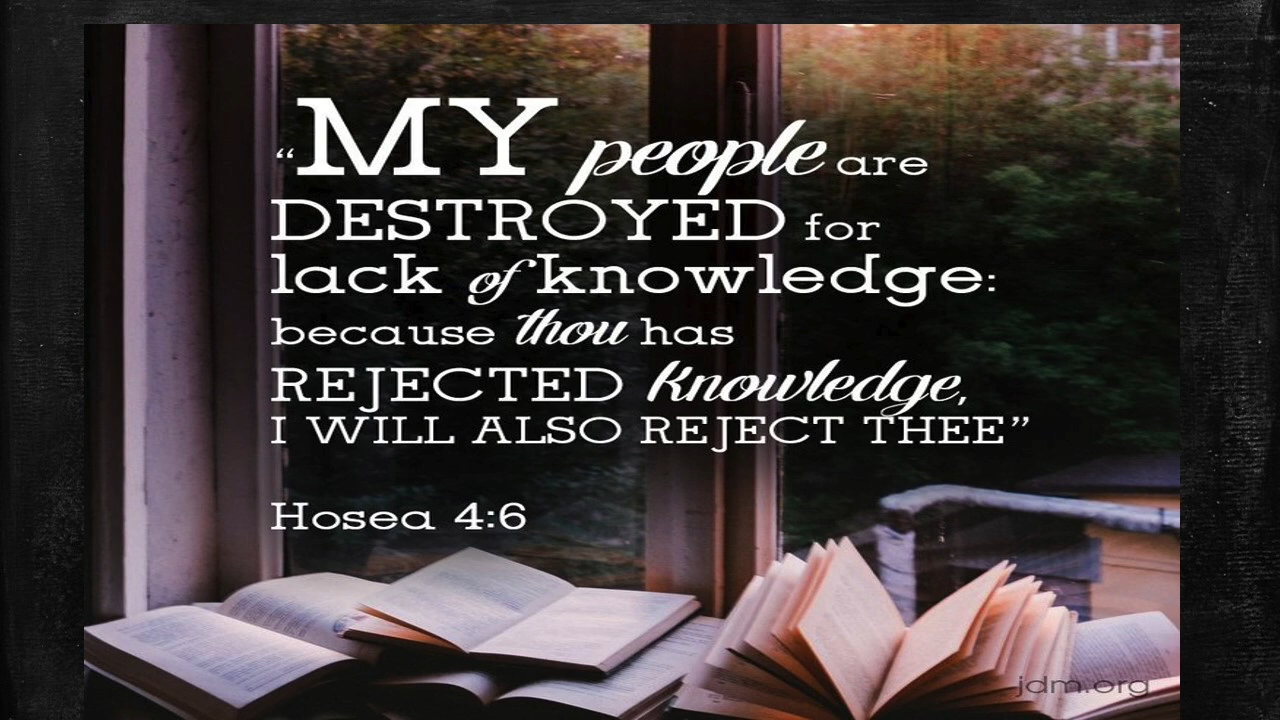 “MY people are
DESTROYED for
lack of knowledge:
because thou has
REJECTED Knowledge,
I WILL ALSO REJECT THEE”
Hosea 4:6
jdm.org